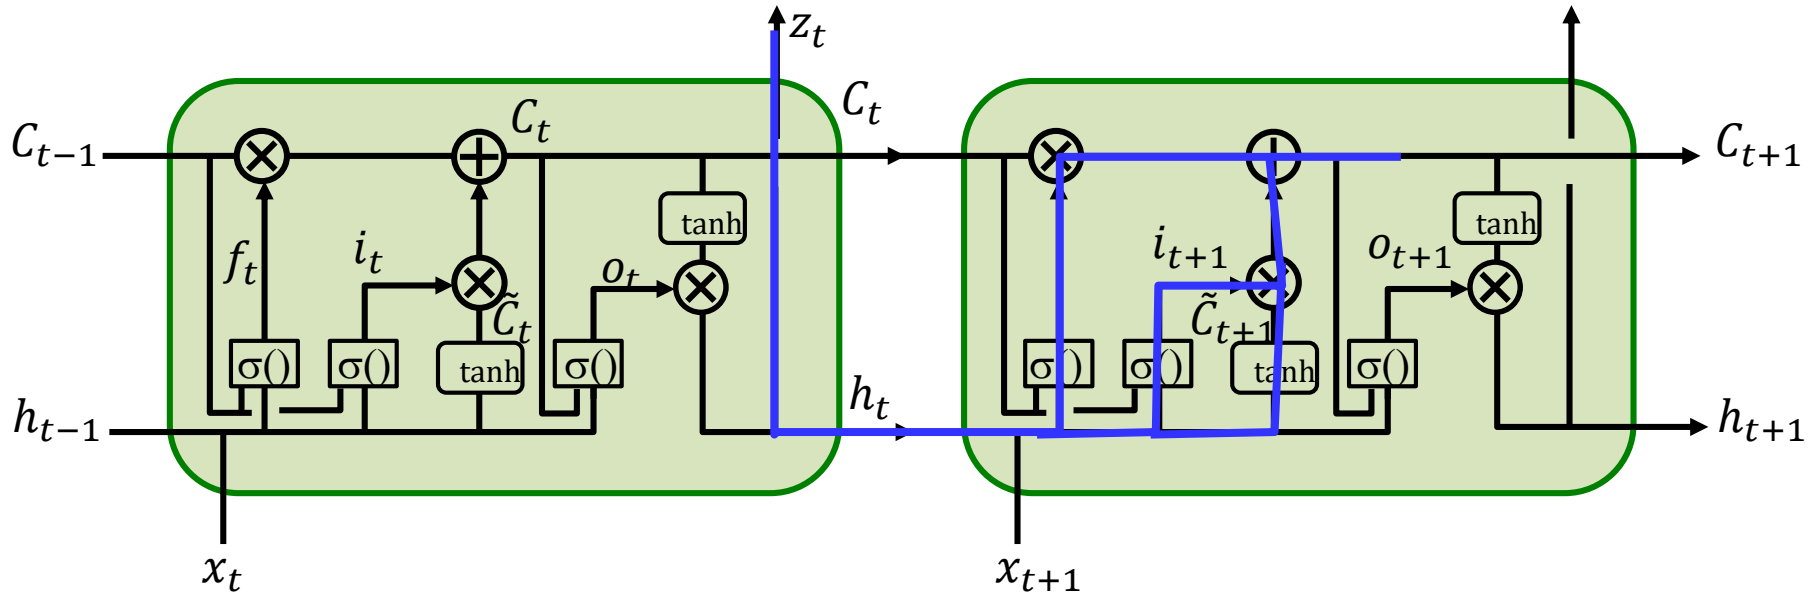 z_t
C_{t−1} C_t C_t C_{t+1}
tanh tanh
f_t i_t o_t i_{t+1} o_{t+1}
C̃_t C̃_{t+1}
σ() σ() tanh σ() σ() σ() tanh σ()
h_{t−1} h_t h_{t+1}
x_t x_{t+1}